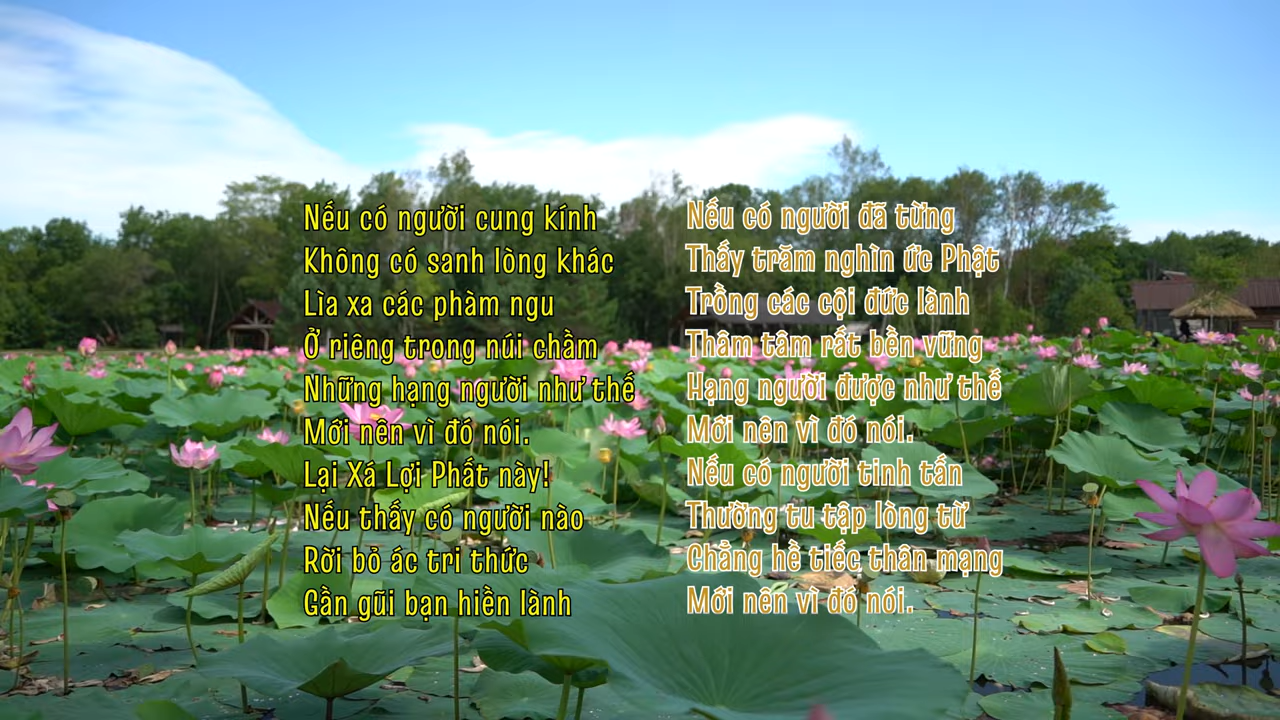 Nếu có người cung kính
Không có sanh lòng khác
Lìa xa các phàm ngu
Ở riêng trong núi chằm
Những hạng người như thế
Mới nên vì đó nói.
Lại Xá Lợi Phất này!
Nếu thấy có người nào
Rời bỏ ác tri thức
Gần gũi bạn hiền lành
Nếu có người đã từng
Thấy trăm nghìn ức Phật
Trồng các cội đức lành
Thâm tâm rất bền vững
Hạng người được như thế
Mới nên vì đó nói.
Nếu có người tinh tấn
Thường tu tập lòng từ
Chẳng hề tiếc thân mạng
Mới nên vì đó nói.